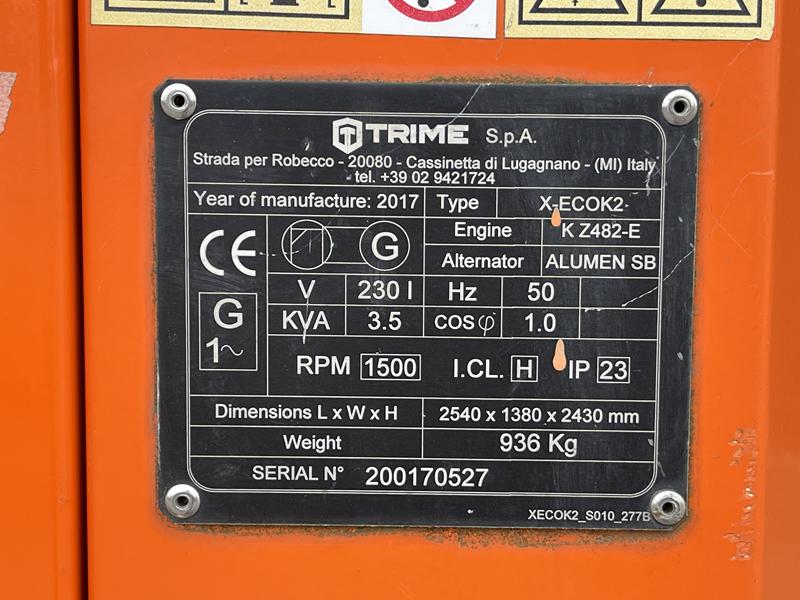 TRIME S.p.A.
Strada per Robecco - 20080 - Cassinetta di Lugagnano - (MI) Italy
tel. +39 02 9421724
Year of manufacture: 2017 Type X-ECOK2
CE G Engine K Z482-E
Alternator ALUMEN SB
V 230 I Hz 50
G 1~ KVA 3.5 COS φ 1.0
RPM 1500 I.CL. H IP 23
Dimensions L x W x H 2540 x 1380 x 2430 mm
Weight 936 Kg
SERIAL N° 200170527
XECOK2_S010_277B